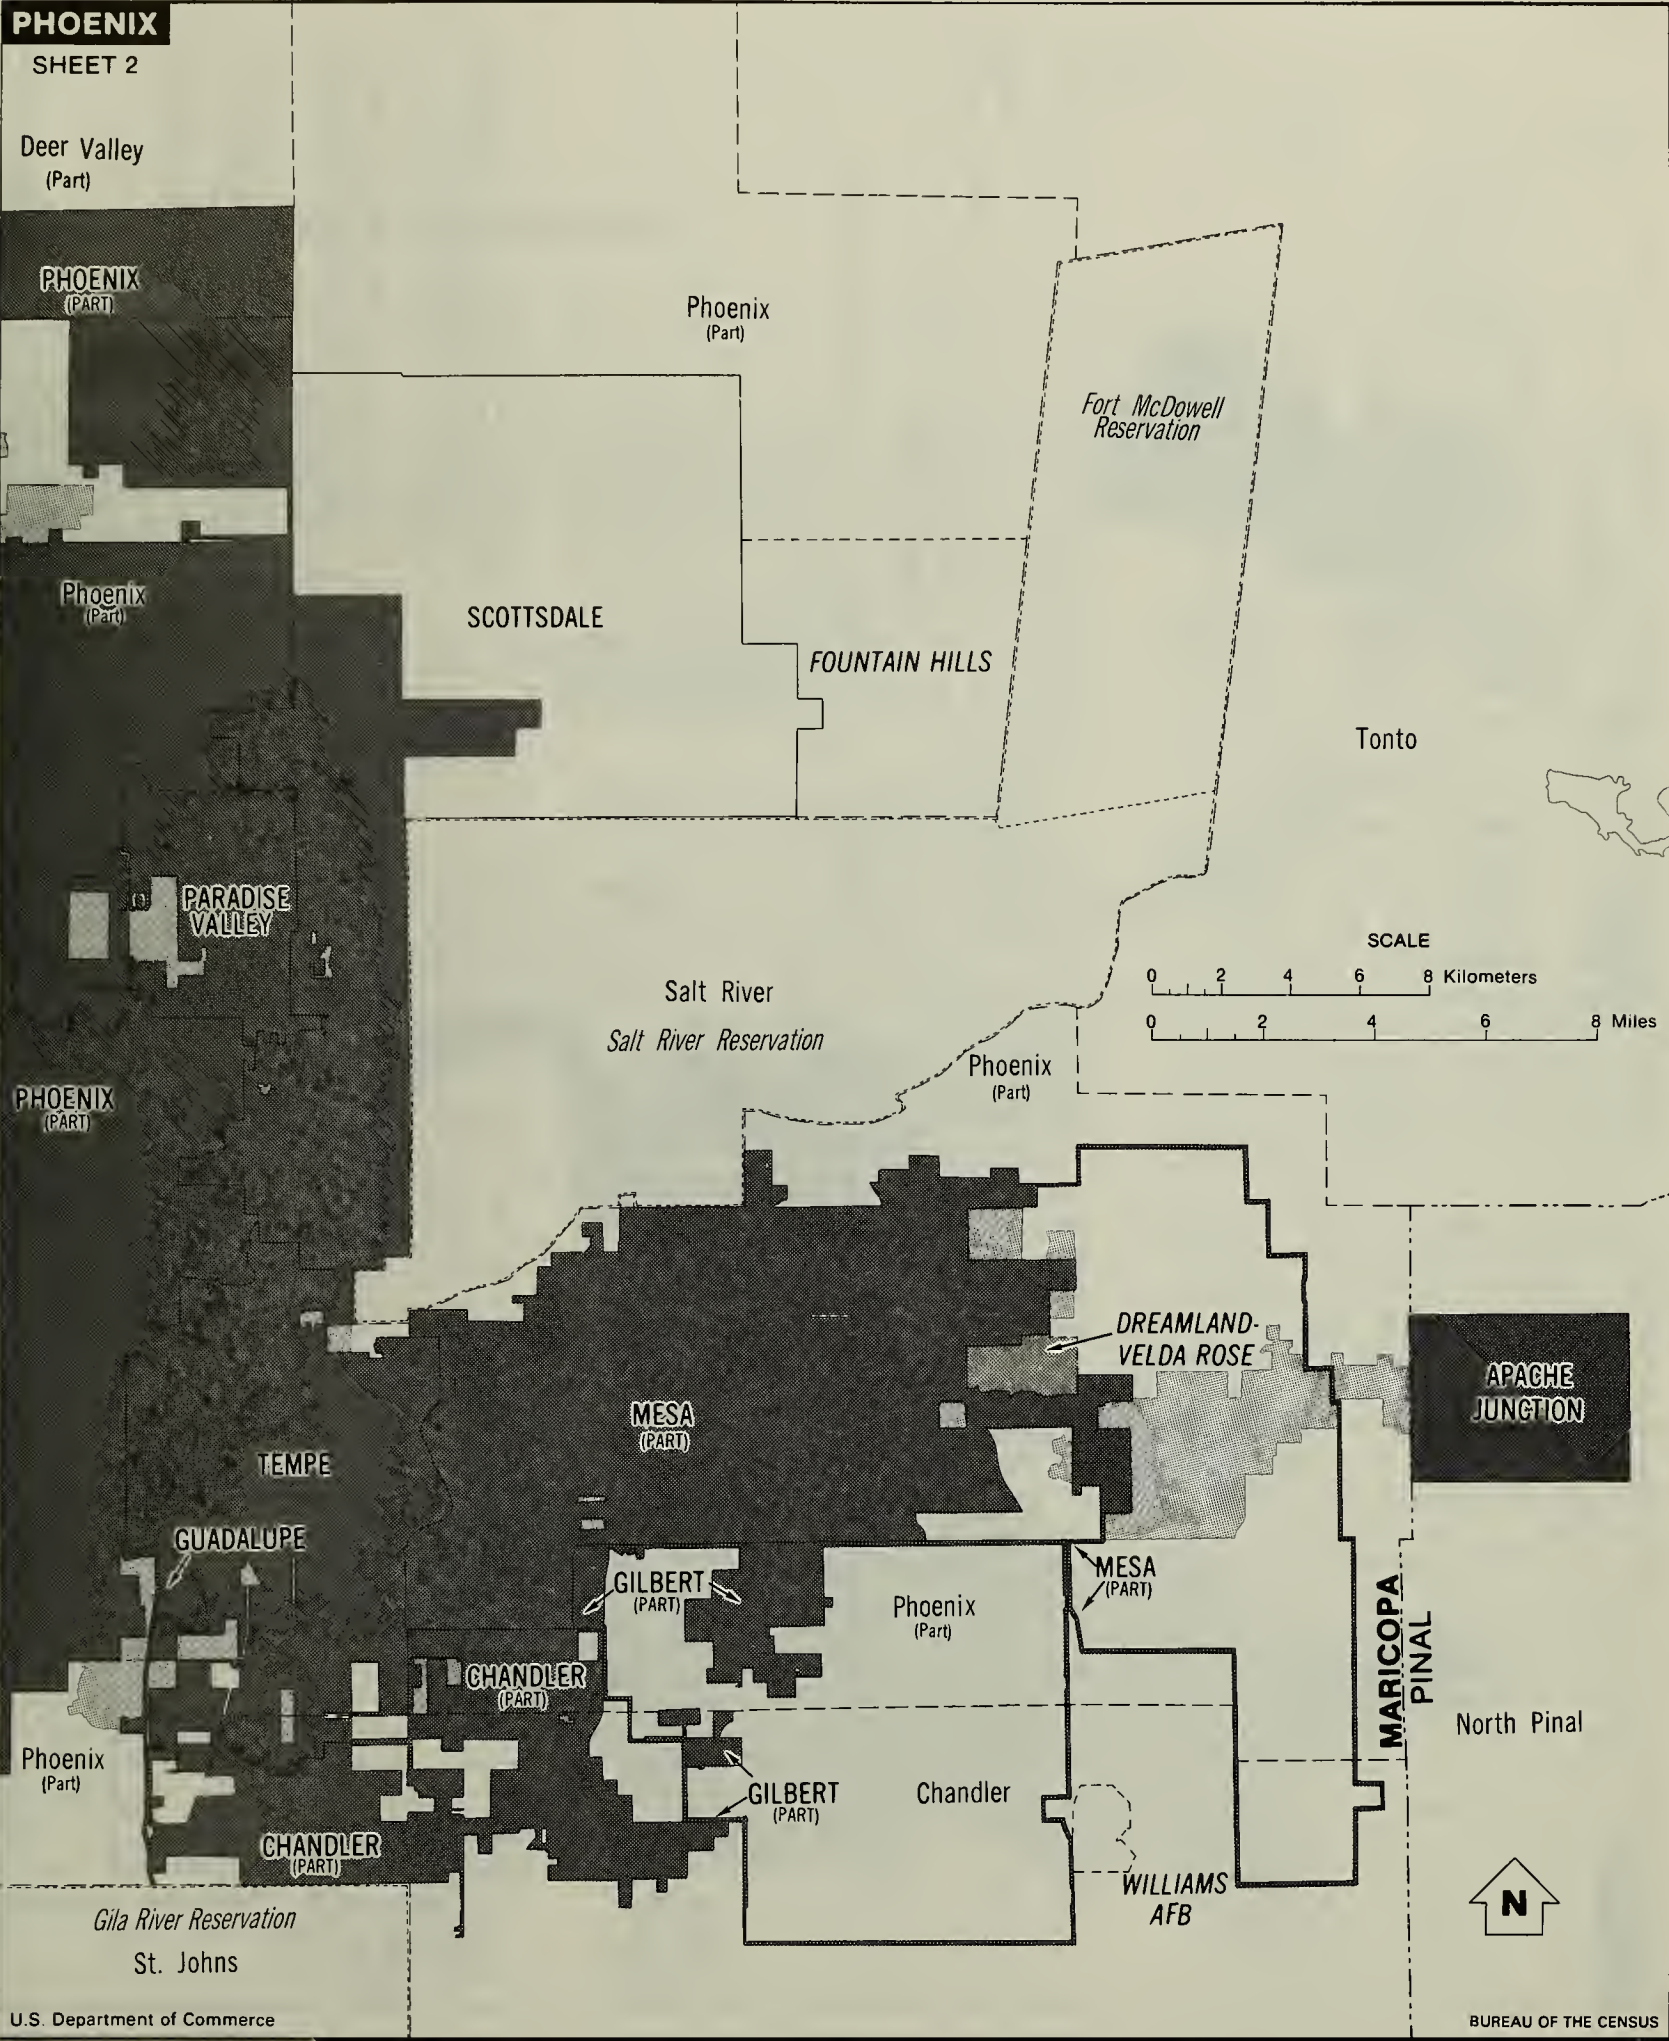 PHOENIX
SHEET 2
Deer Valley
(Part)
PHOENIX
(PART)
Phoenix
(Part)
Fort McDowell
Reservation
Phoenix
(Part)
SCOTTSDALE
FOUNTAIN HILLS
Tonto
PARADISE
VALLEY
SCALE
0 2 4 6 8 Kilometers
0 2 4 6 8 Miles
Salt River
Salt River Reservation
Phoenix
(Part)
PHOENIX
(PART)
DREAMLAND-
VELDA ROSE
APACHE
JUNCTION
MESA
(PART)
TEMPE
GUADALUPE
MESA
(PART)
GILBERT
(PART)
Phoenix
(Part)
MARICOPA
PINAL
CHANDLER
(PART)
North Pinal
Phoenix
(Part)
GILBERT
(PART)
Chandler
CHANDLER
(PART)
WILLIAMS
AFB
N
Gila River Reservation
St. Johns
U.S. Department of Commerce
BUREAU OF THE CENSUS